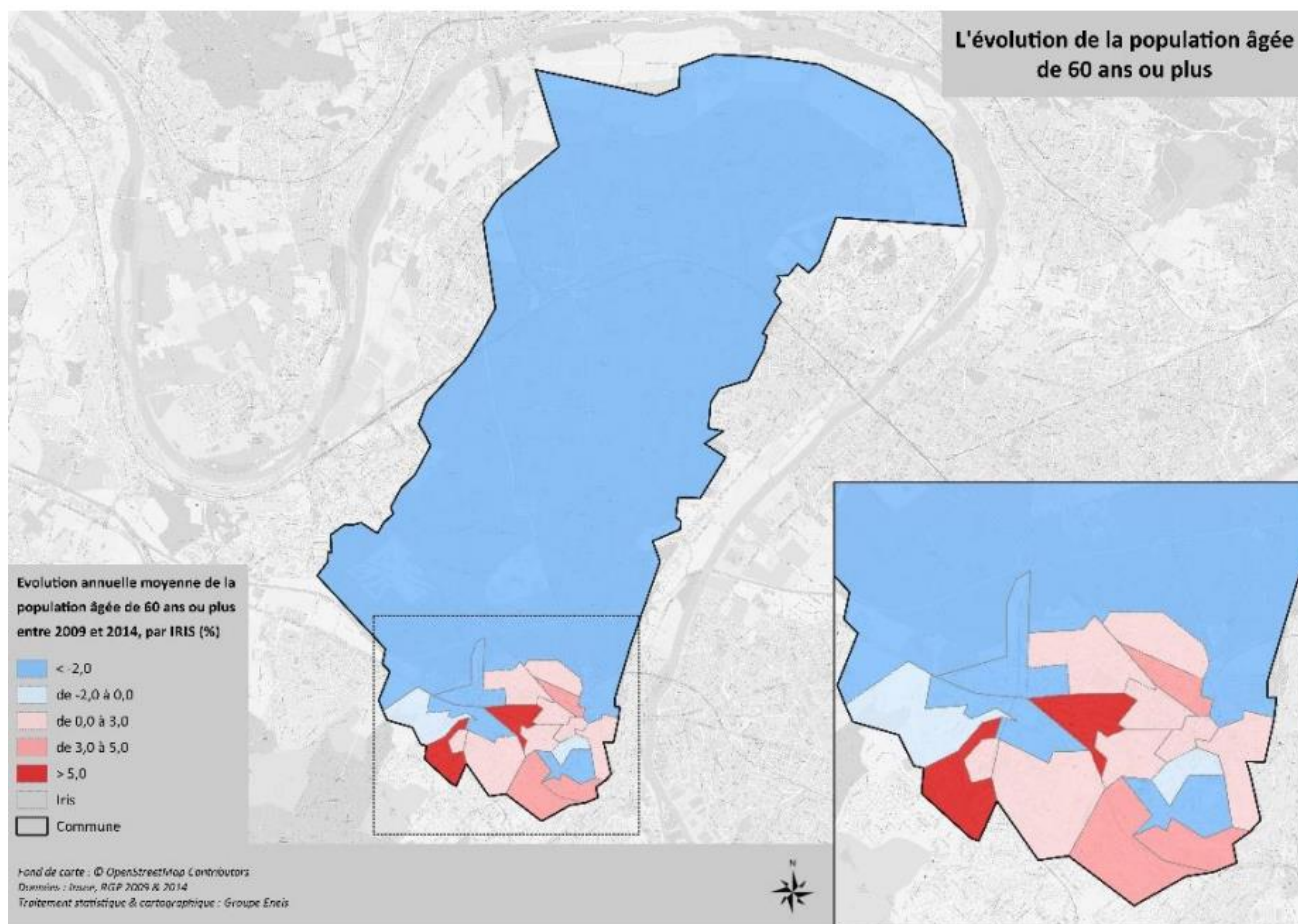 L'évolution de la population âgée
de 60 ans ou plus
Evolution annuelle moyenne de la
population âgée de 60 ans ou plus
entre 2009 et 2014, par IRIS (%)
< -2,0
de -2,0 à 0,0
de 0,0 à 3,0
de 3,0 à 5,0
> 5,0
Iris
Commune
Fond de carte : © OpenStreetMap Contributors
Données : Insee, RGP 2009 & 2014
Traitement statistique & cartographique : Groupe Eneis
N